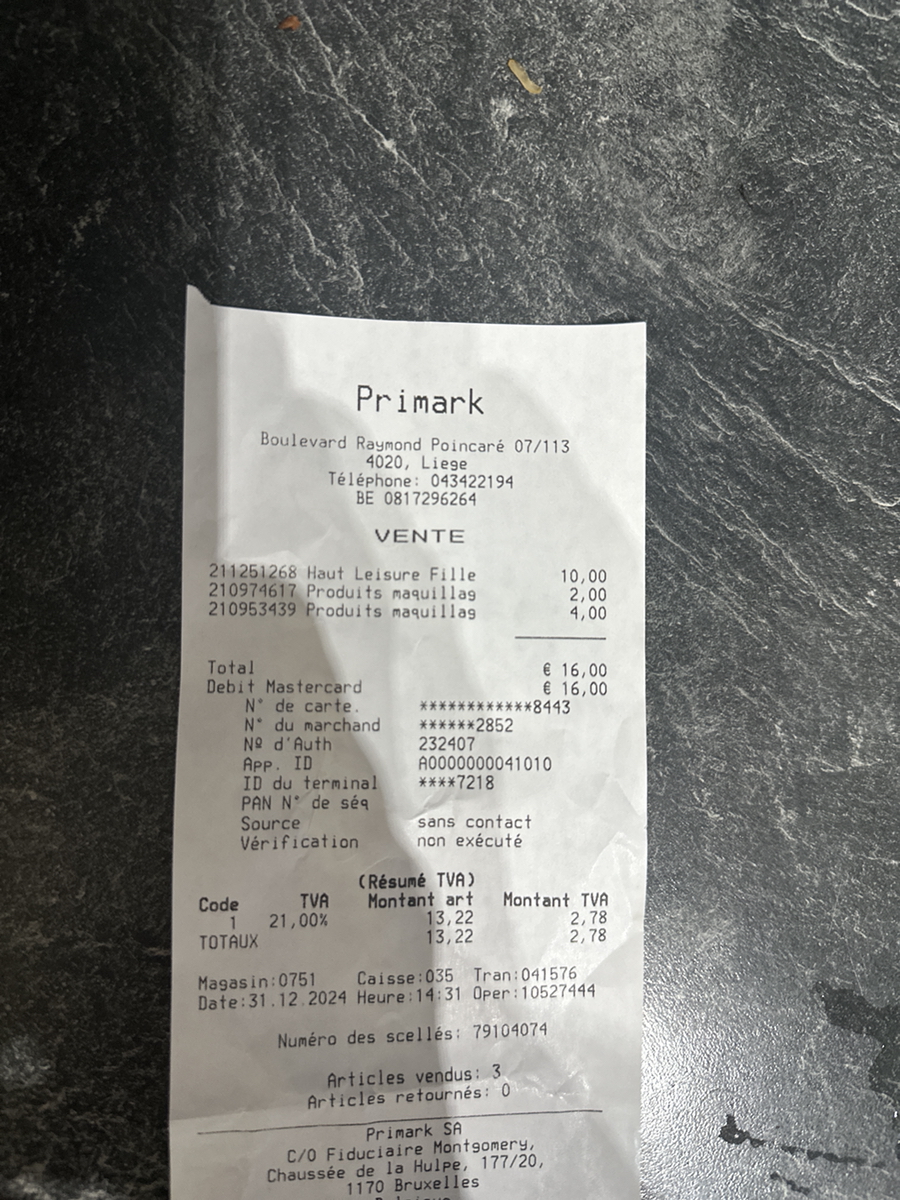 Primark
Boulevard Raymond Poincaré 07/113
4020, Liege
Téléphone: 043422194
BE 0817296264
VENTE
211251268 Haut Leisure Fille 10,00
210974617 Produits maquillag 2,00
210953439 Produits maquillag 4,00
Total € 16,00
Debit Mastercard € 16,00
N° de carte. ************8443
N° du marchand ******2852
Nº d'Auth 232407
App. ID A0000000041010
ID du terminal ****7218
PAN N° de séq
Source sans contact
Vérification non exécuté
(Résumé TVA)
Code TVA Montant art Montant TVA
1 21,00% 13,22 2,78
TOTAUX 13,22 2,78
Magasin:0751 Caisse:035 Tran:041576
Date:31.12.2024 Heure:14:31 Oper:10527444
Numéro des scellés: 79104074
Articles vendus: 3
Articles retournés: 0
Primark SA
C/O Fiduciaire Montgomery,
Chaussée de la Hulpe, 177/20,
1170 Bruxelles